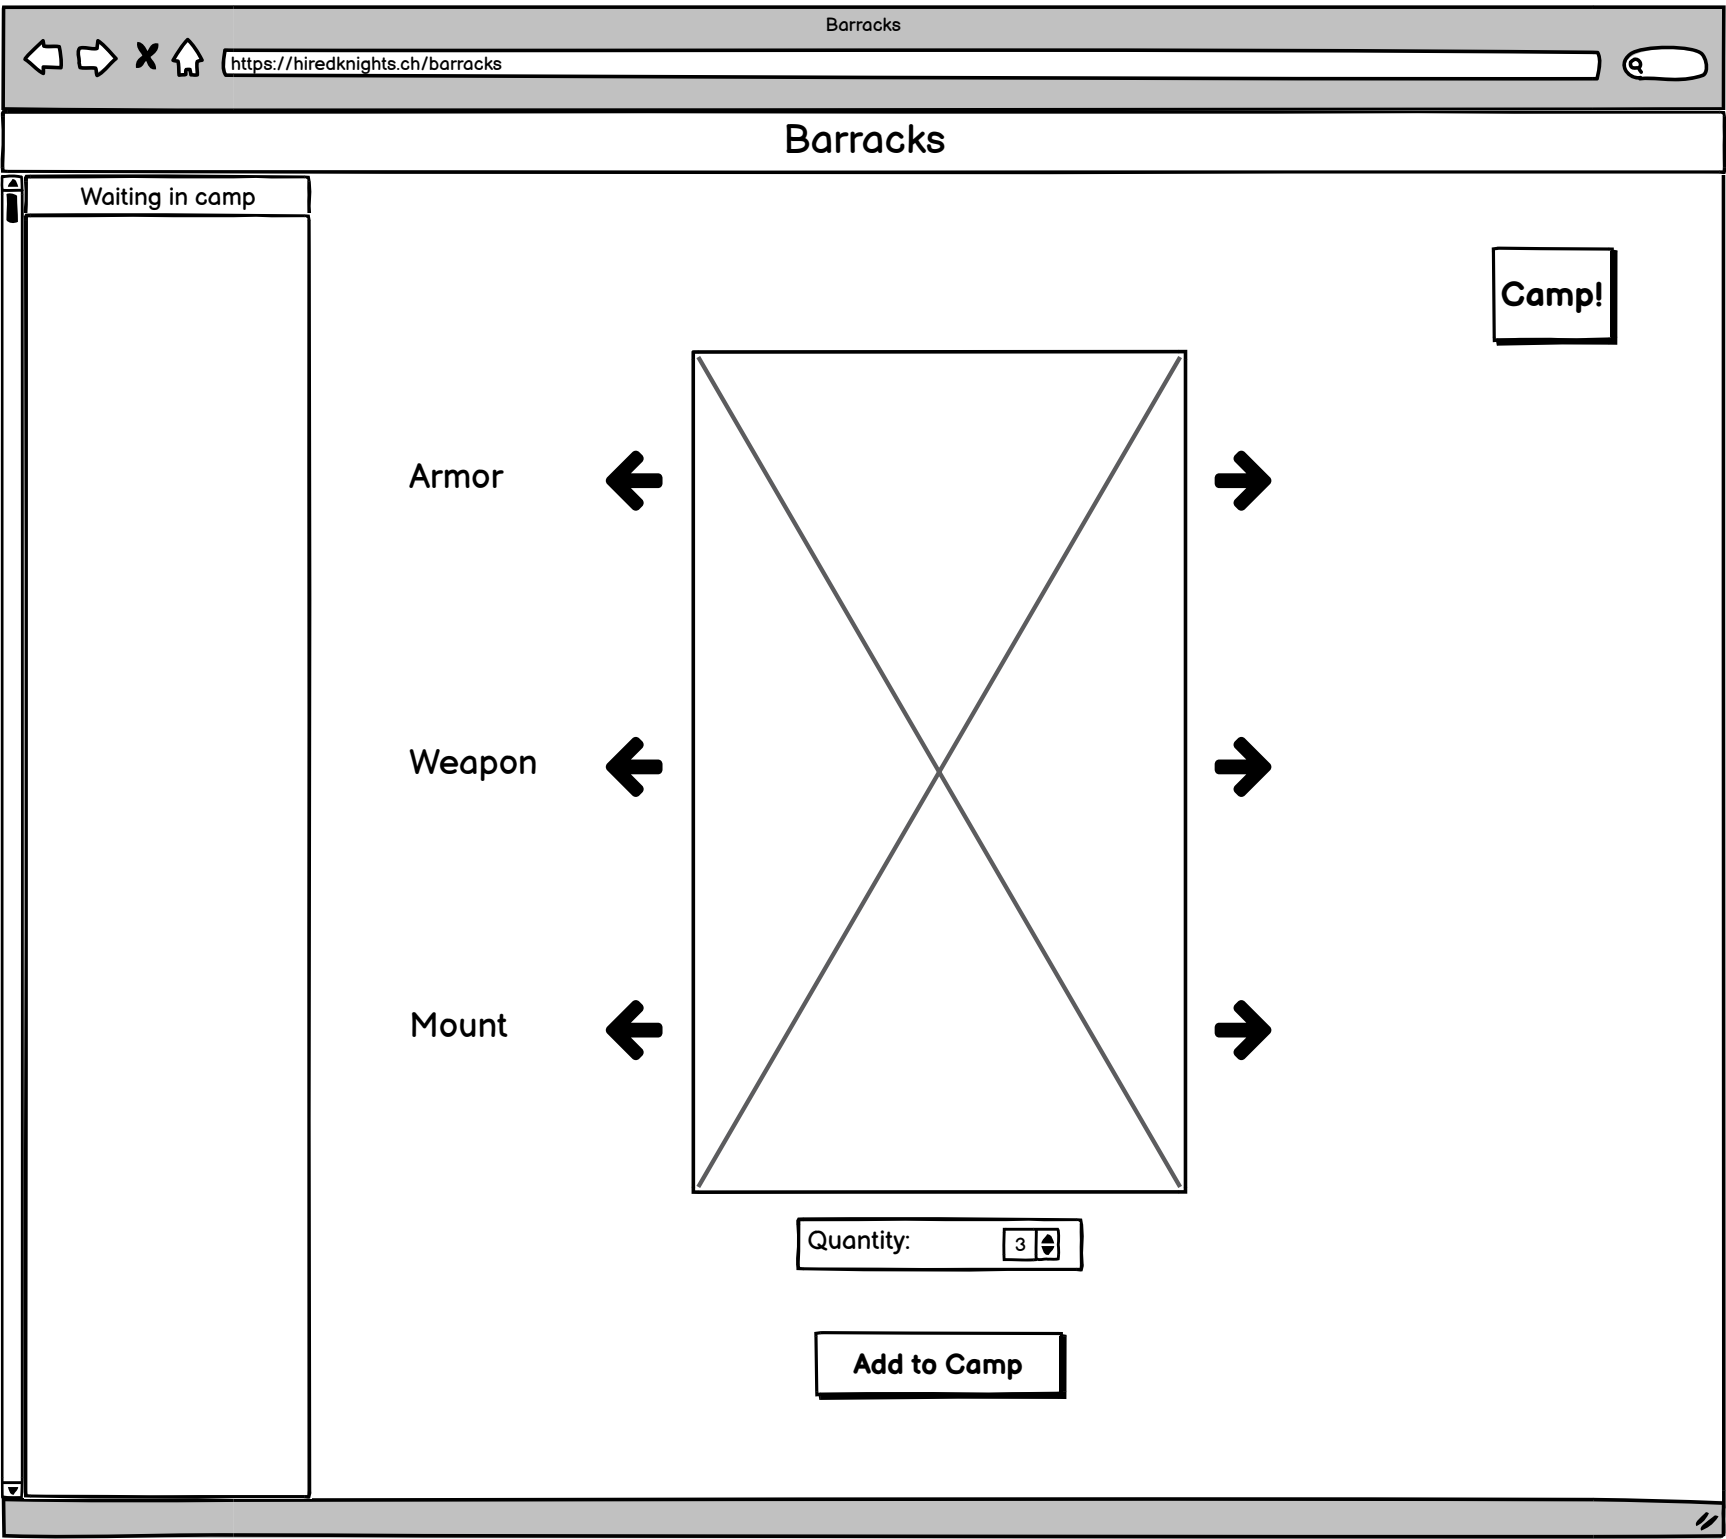 Barracks
https://hiredknights.ch/barracks
Barracks
Waiting in camp
Camp!
Armor
Weapon
Mount
Quantity: 3
Add to Camp